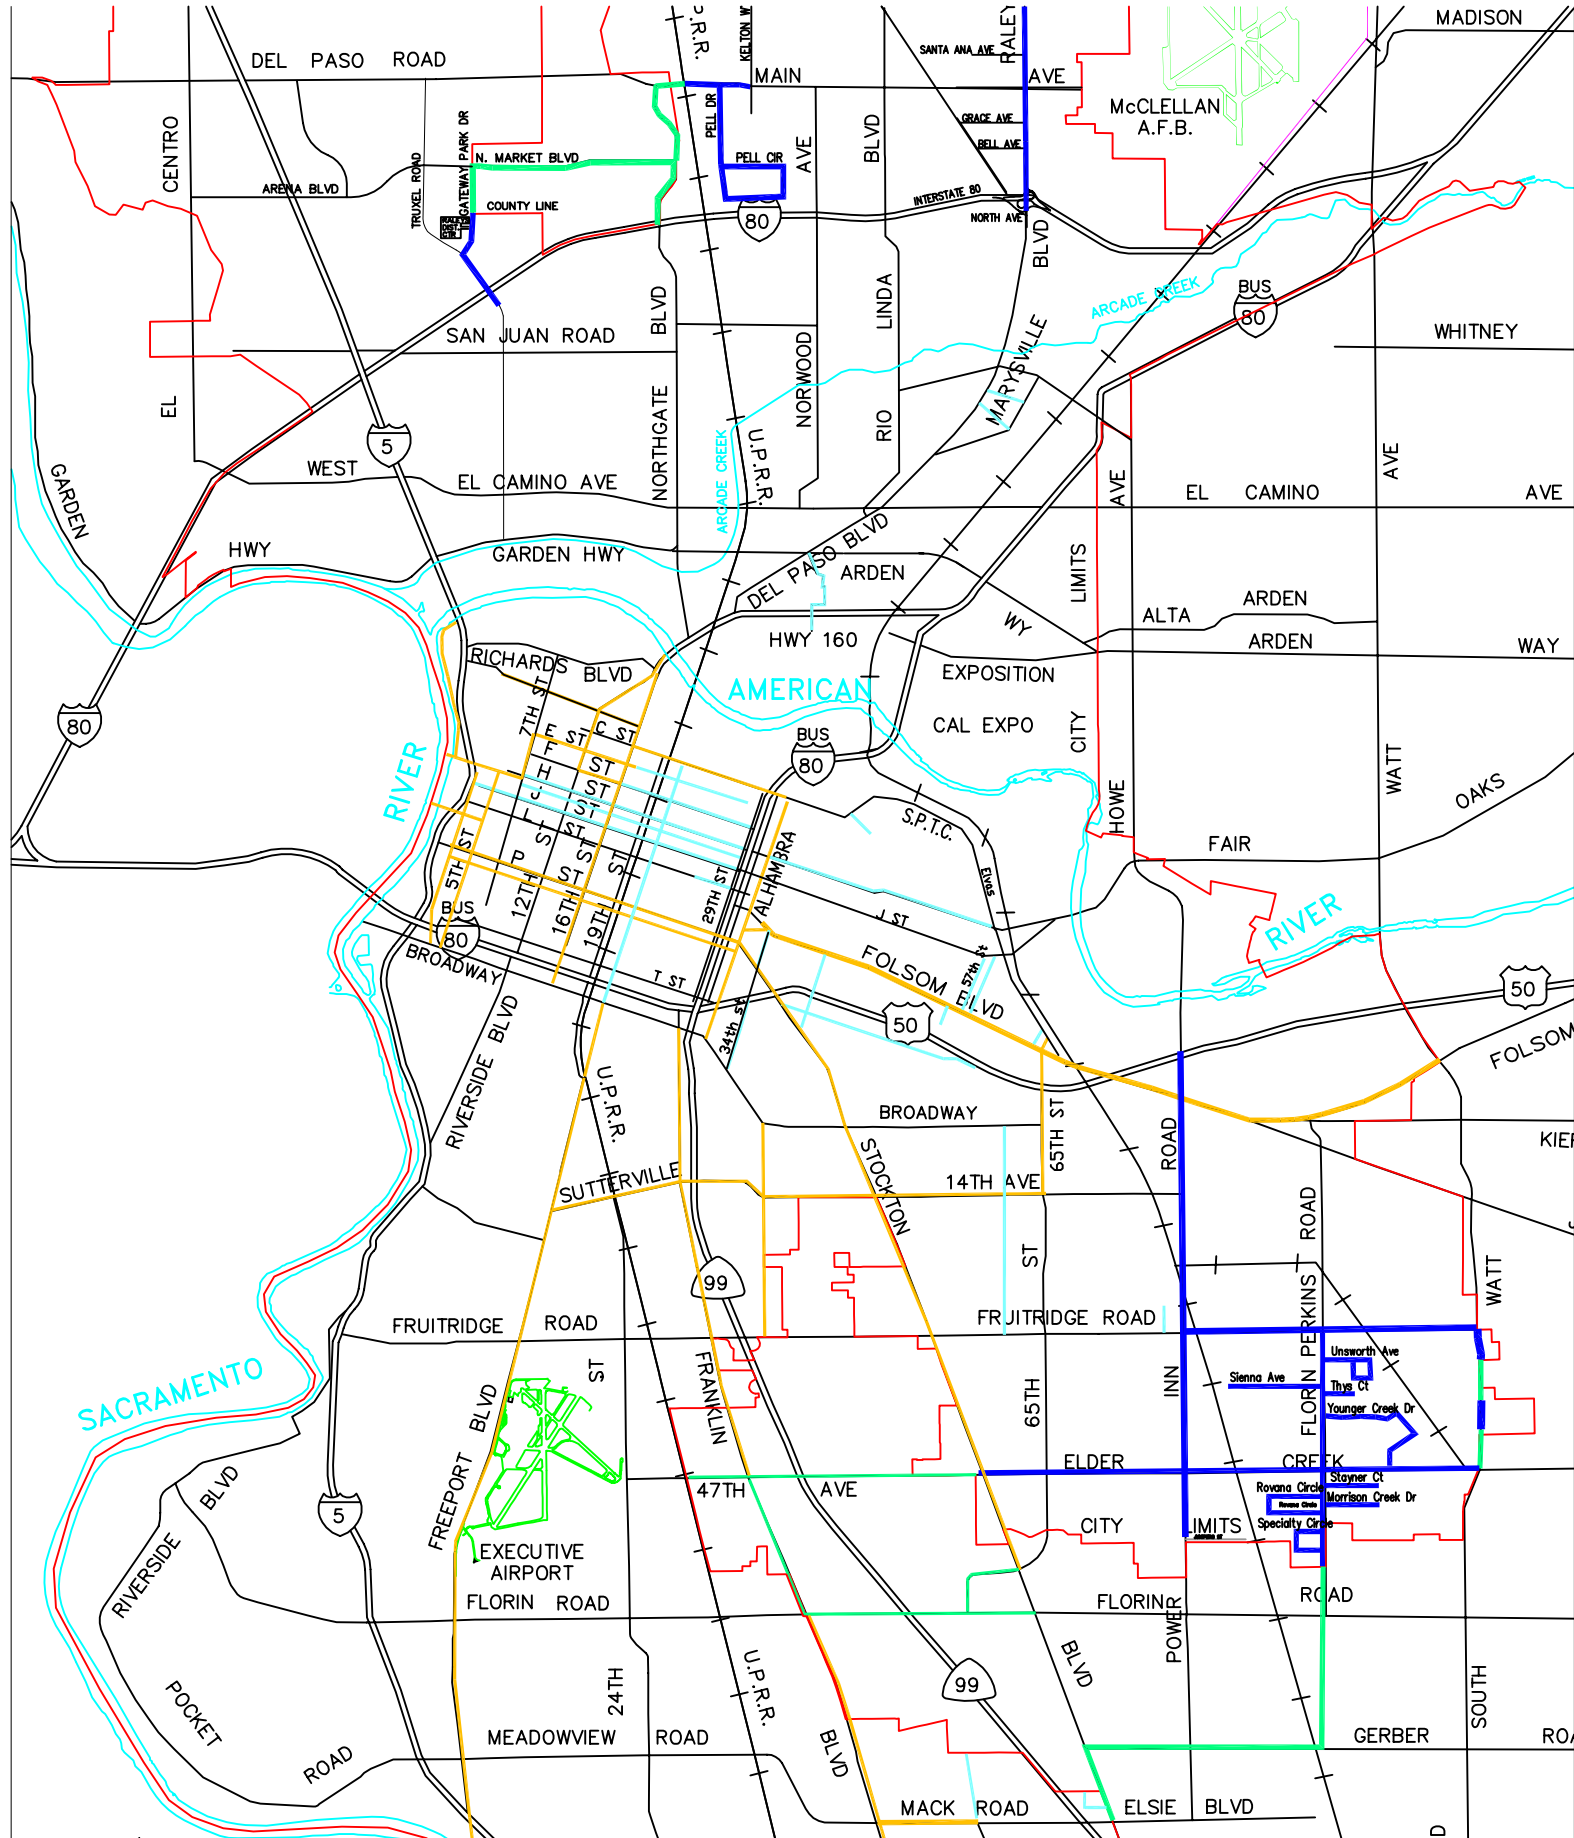 MADISON
DEL PASO ROAD
U.P.R.R.
KELTON W
SANTA ANA AVE
RALEY
MAIN
AVE
McCLELLAN
A.F.B.
CENTRO
TRUXEL ROAD
GATEWAY PARK DR
PELL DR
AVE
BLVD
GRACE AVE
BELL AVE
N. MARKET BLVD
PELL CIR
ARENA BLVD
COUNTY LINE
INTERSTATE 80
NORTH AVE
80
BLVD
ARCADE CREEK
BUS
80
SAN JUAN ROAD
BLVD
LINDA
MARYSVILLE
WHITNEY
EL
NORTHGATE
NORWOOD
RIO
5
U.P.R.R.
ARCADE CREEK
AVE
AVE
GARDEN
WEST
EL CAMINO AVE
EL CAMINO
AVE
HWY
GARDEN HWY
DEL PASO BLVD
ARDEN
WY
LIMITS
ARDEN
ALTA
ARDEN
WAY
HWY 160
RICHARDS
BLVD
EXPOSITION
AMERICAN
CAL EXPO
CITY
80
7TH ST
C ST
E ST
F
ST
H
ST
J
ST
L
ST
BUS
80
WATT
OAKS
RIVER
HOWE
S.P.T.C.
FAIR
5TH
ST
P
ST
12TH
ST
16TH
ST
19TH
ST
29TH ST
ALHAMBRA
Elvas
J ST
BUS
80
BROADWAY
T ST
FOLSOM BLVD
57th st
RIVER
50
50
34th st
FOLSOM
RIVERSIDE BLVD
U.P.R.R.
BROADWAY
65TH ST
ROAD
STOCKTON
SUTTERVILLE
14TH AVE
ROAD
99
ST
WATT
FRUITRIDGE ROAD
FRUITRIDGE ROAD
FLORIN PERKINS
Unsworth Ave
Sienna Ave
Thys Ct
Younger Creek Dr
SACRAMENTO
ST
BLVD
FRANKLIN
65TH
INN
ELDER
CREEK
Stayner Ct
Rovana Circle
Rovana Circle
Morrison Creek Dr
Specialty Circle
RIVERSIDE
BLVD
5
FREEPORT
47TH
AVE
CITY
LIMITS
EXECUTIVE
AIRPORT
FLORIN ROAD
FLORIN
ROAD
POWER
24TH
U.P.R.R.
BLVD
99
SOUTH
POCKET
ROAD
MEADOWVIEW ROAD
BLVD
GERBER
MACK ROAD
ELSIE BLVD